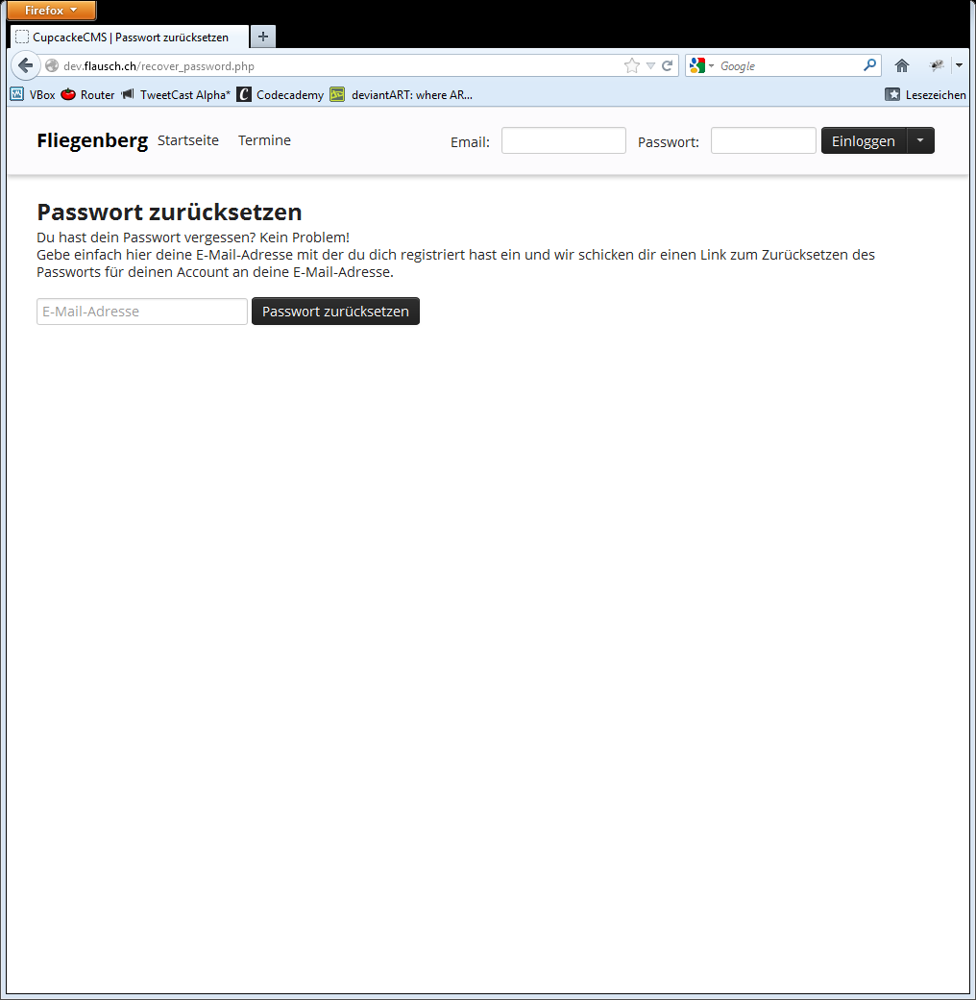 Firefox
CupcackeCMS | Passwort zurücksetzen
dev.flausch.ch/recover_password.php
Google
VBox Router TweetCast Alpha* Codecademy deviantART: where AR... Lesezeichen
Fliegenberg Startseite Termine Email: Passwort: Einloggen
Passwort zurücksetzen
Du hast dein Passwort vergessen? Kein Problem!
Gebe einfach hier deine E-Mail-Adresse mit der du dich registriert hast ein und wir schicken dir einen Link zum Zurücksetzen des
Passworts für deinen Account an deine E-Mail-Adresse.
E-Mail-Adresse Passwort zurücksetzen